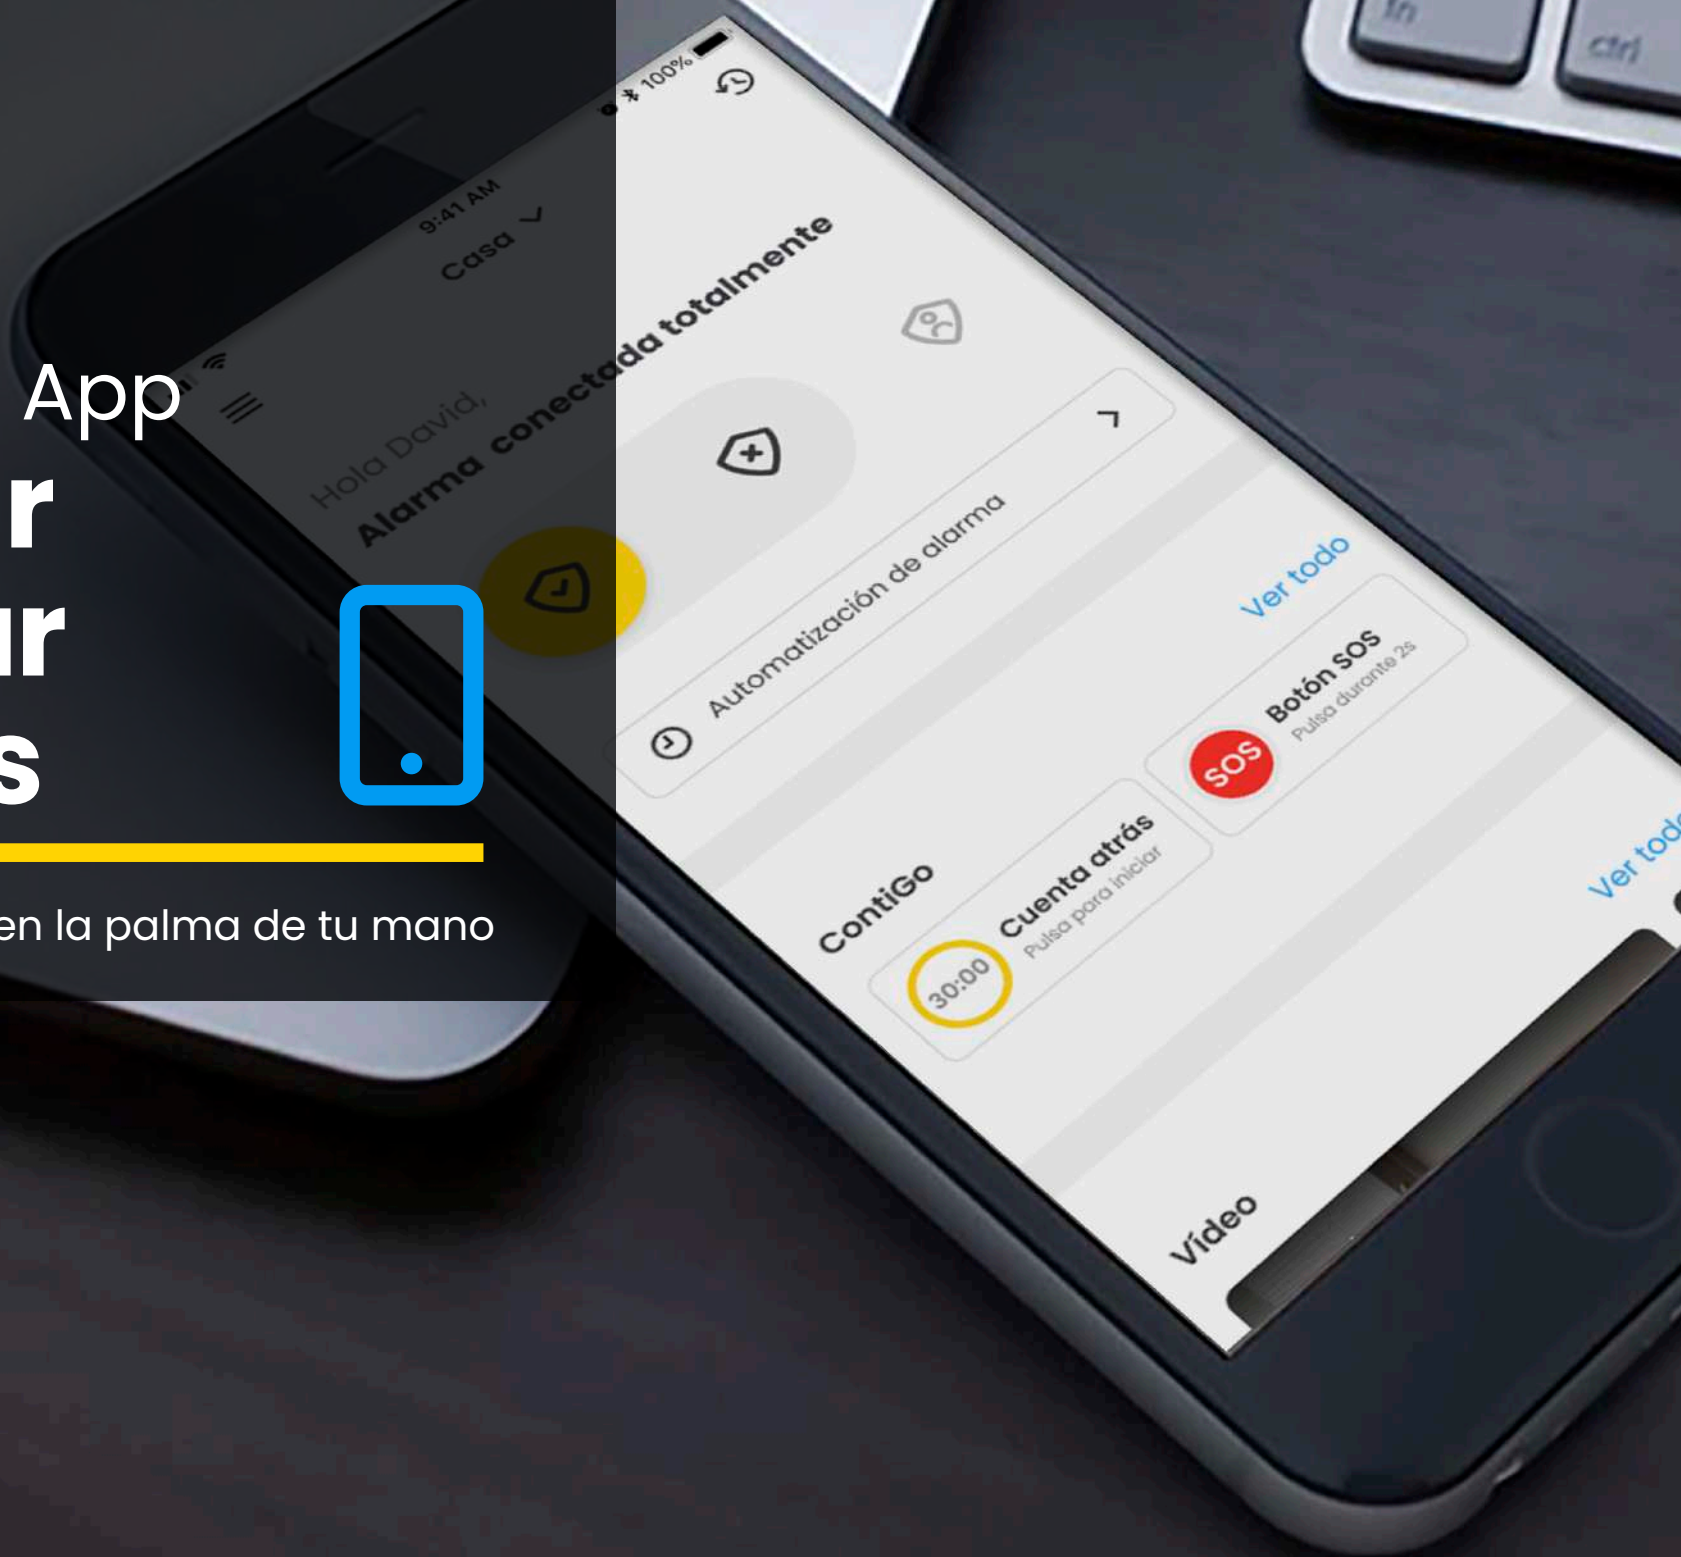 App
r
ur
s
en la palma de tu mano
100%
9:41 AM
Casa
Hola David,
Alarma conectada totalmente
Automatización de alarma
ContiGo
Ver todo
30:00
Cuenta atrás
Pulsa para iniciar
SOS
Botón SOS
Pulsa durante 2s
Vídeo
Ver todo
fn
ctrl